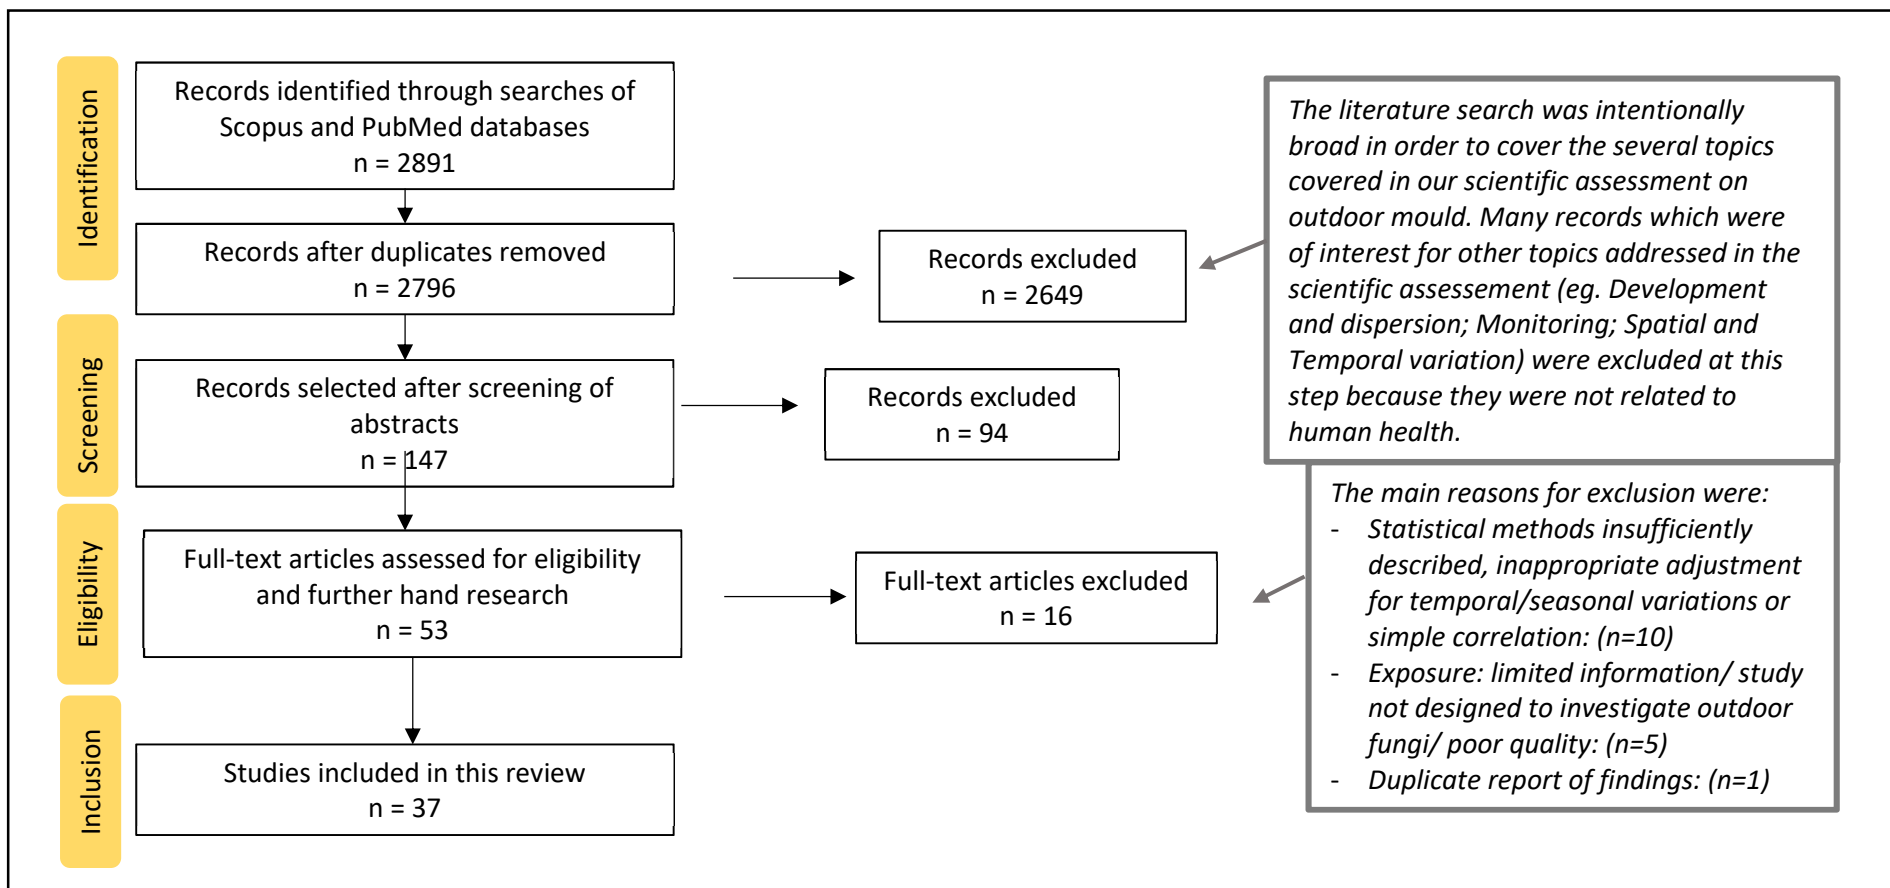 Identification
Records identified through searches of
Scopus and PubMed databases
n = 2891
Records after duplicates removed
n = 2796
Records excluded
n = 2649
The literature search was intentionally
broad in order to cover the several topics
covered in our scientific assessment on
outdoor mould. Many records which were
of interest for other topics addressed in the
scientific assessement (eg. Development
and dispersion; Monitoring; Spatial and
Temporal variation) were excluded at this
step because they were not related to
human health.
Screening
Records selected after screening of
abstracts
n = 147
Records excluded
n = 94
Eligibility
Full-text articles assessed for eligibility
and further hand research
n = 53
Full-text articles excluded
n = 16
The main reasons for exclusion were:
- Statistical methods insufficiently
described, inappropriate adjustment
for temporal/seasonal variations or
simple correlation: (n=10)
- Exposure: limited information/ study
not designed to investigate outdoor
fungi/ poor quality: (n=5)
- Duplicate report of findings: (n=1)
Inclusion
Studies included in this review
n = 37